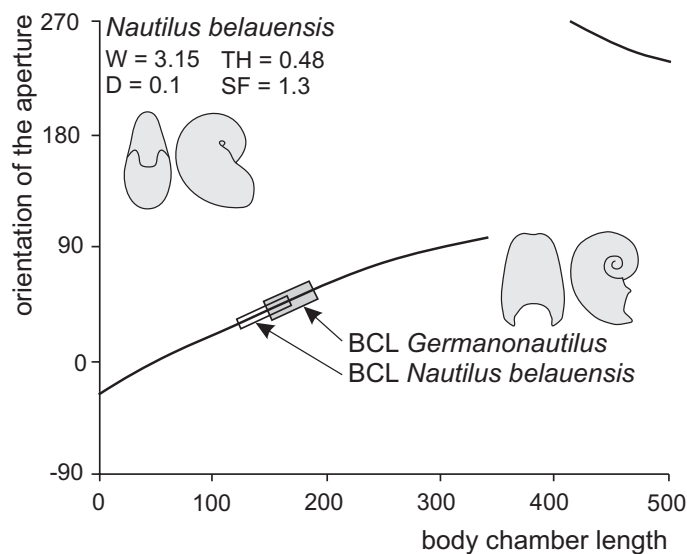 270
Nautilus belauensis
W = 3.15 TH = 0.48
D = 0.1 SF = 1.3
180
orientation of the aperture
90
BCL Germanonautilus
BCL Nautilus belauensis
0
-90
0 100 200 300 400 500
body chamber length